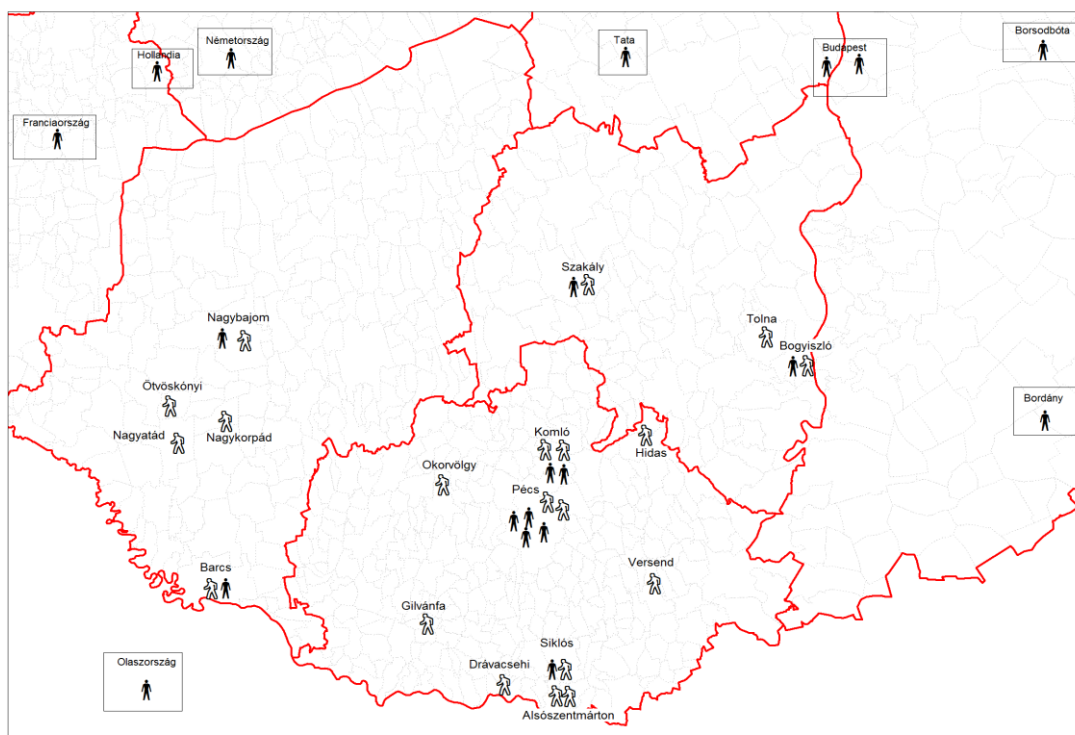 Borsodbóta
Németország
Tata
Budapest
Hollandia
Franciaország
Szakály
Nagybajom
Tolna
Bogyiszló
Ötvöskónyi
Bordány
Nagyatád
Nagykorpád
Komló
Hidas
Okorvölgy
Pécs
Versend
Barcs
Gilvánfa
Siklós
Drávacsehi
Olaszország
Alsószentmárton